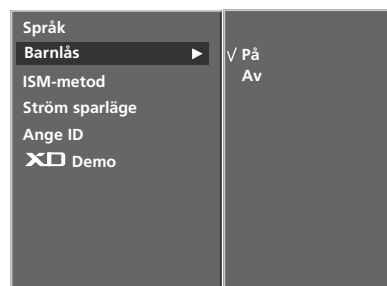 Språk
Barnlås ▶
ISM-metod
Ström sparläge
Ange ID
XD Demo
√ På
Av